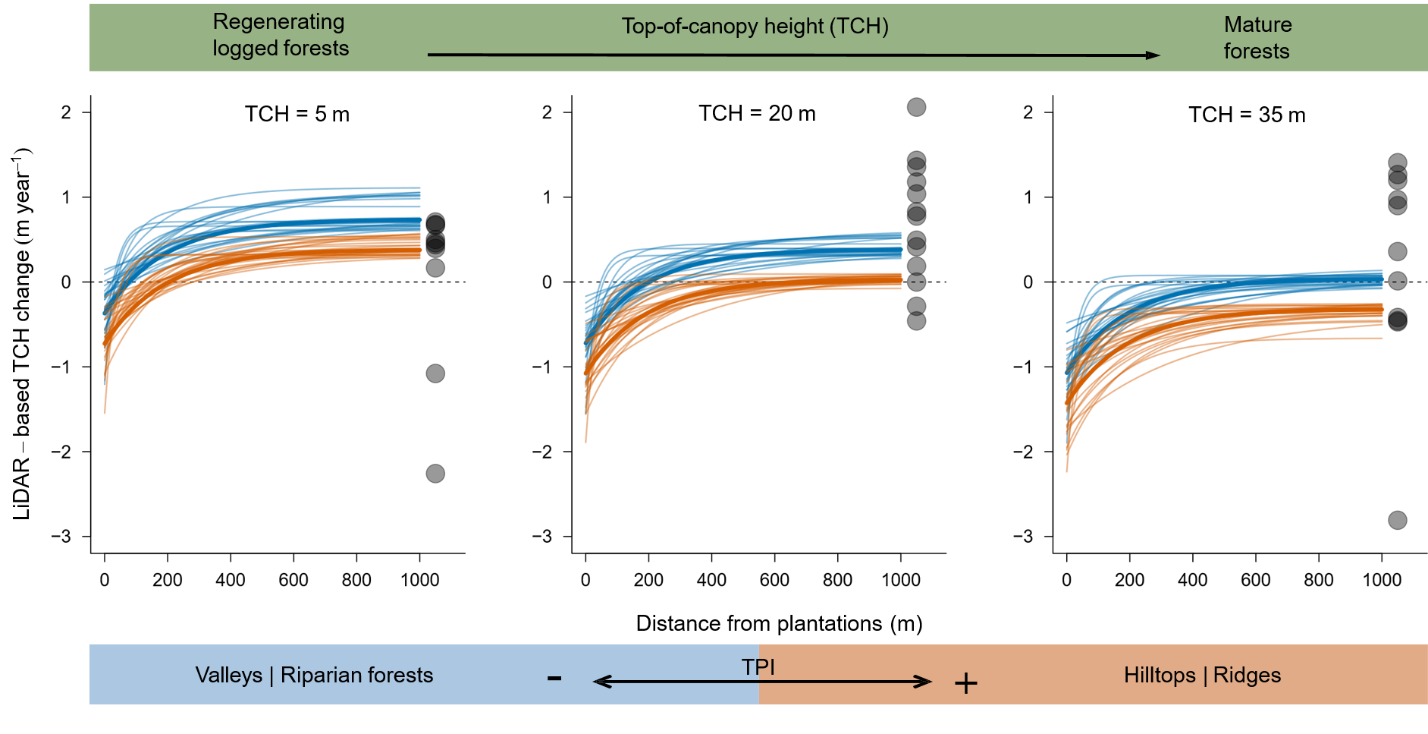 Regenerating
logged forests
Top-of-canopy height (TCH)
Mature
forests
TCH = 5 m
TCH = 20 m
TCH = 35 m
LiDAR – based TCH change (m year⁻¹)
2
1
0
−1
−2
−3
2
1
0
−1
−2
−3
2
1
0
−1
−2
−3
0 200 400 600 800 1000
0 200 400 600 800 1000
0 200 400 600 800 1000
Distance from plantations (m)
Valleys | Riparian forests
-
TPI
+
Hilltops | Ridges